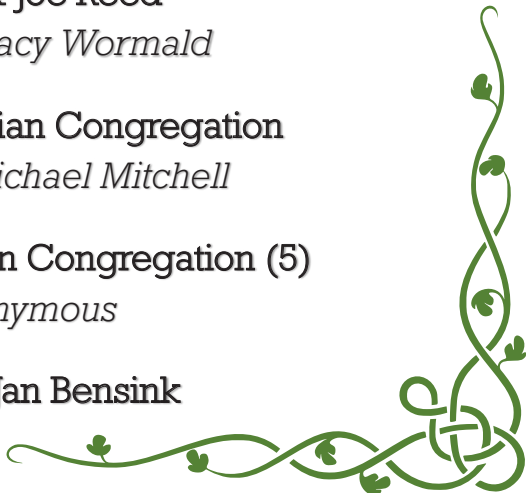 Joe Reed
acy Wormald
ian Congregation
ichael Mitchell
n Congregation (5)
nymous
Jan Bensink